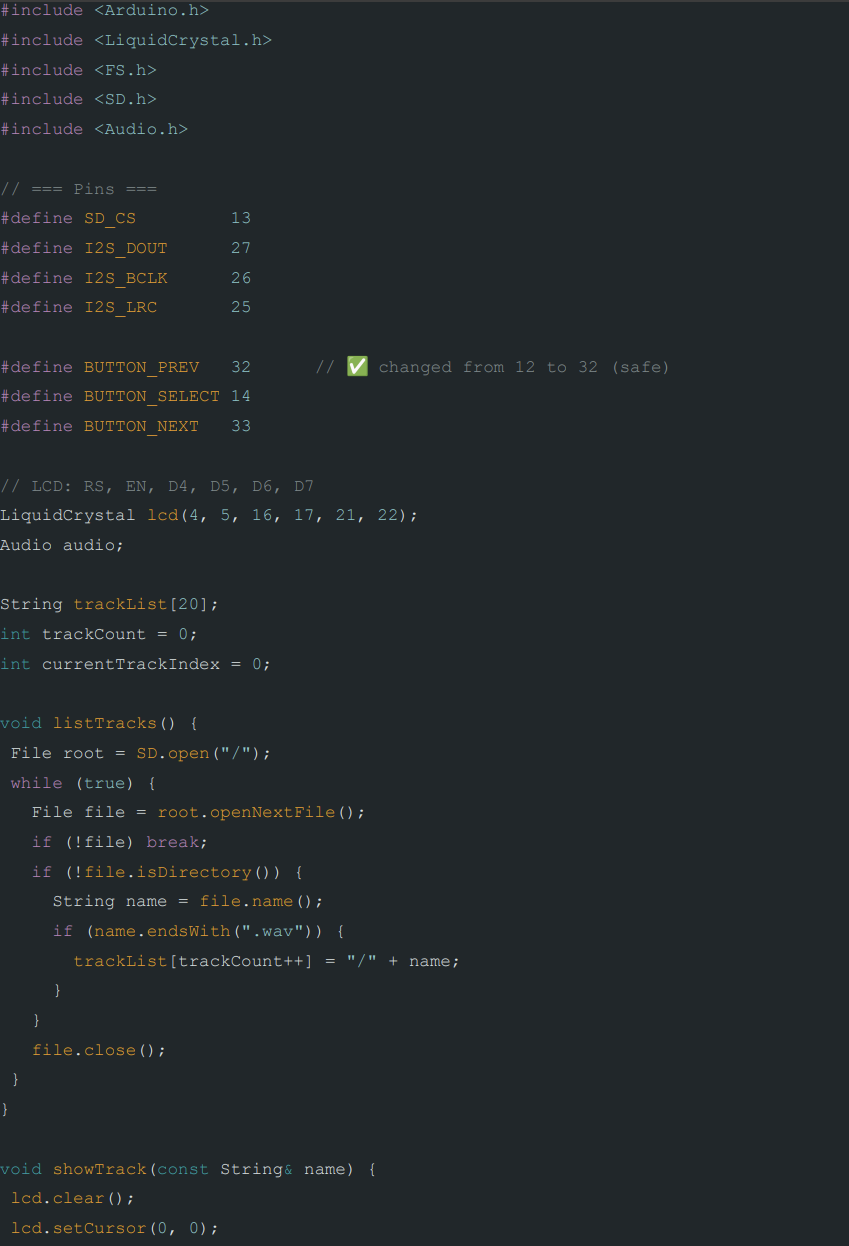 #include <Arduino.h>
#include <LiquidCrystal.h>
#include <FS.h>
#include <SD.h>
#include <Audio.h>
// === Pins ===
#define SD_CS         13
#define I2S_DOUT      27
#define I2S_BCLK      26
#define I2S_LRC       25
#define BUTTON_PREV   32      // ✅ changed from 12 to 32 (safe)
#define BUTTON_SELECT 14
#define BUTTON_NEXT   33
// LCD: RS, EN, D4, D5, D6, D7
LiquidCrystal lcd(4, 5, 16, 17, 21, 22);
Audio audio;
String trackList[20];
int trackCount = 0;
int currentTrackIndex = 0;
void listTracks() {
 File root = SD.open("/");
 while (true) {
   File file = root.openNextFile();
   if (!file) break;
   if (!file.isDirectory()) {
     String name = file.name();
     if (name.endsWith(".wav")) {
       trackList[trackCount++] = "/" + name;
     }
   }
   file.close();
 }
}
void showTrack(const String& name) {
 lcd.clear();
 lcd.setCursor(0, 0);